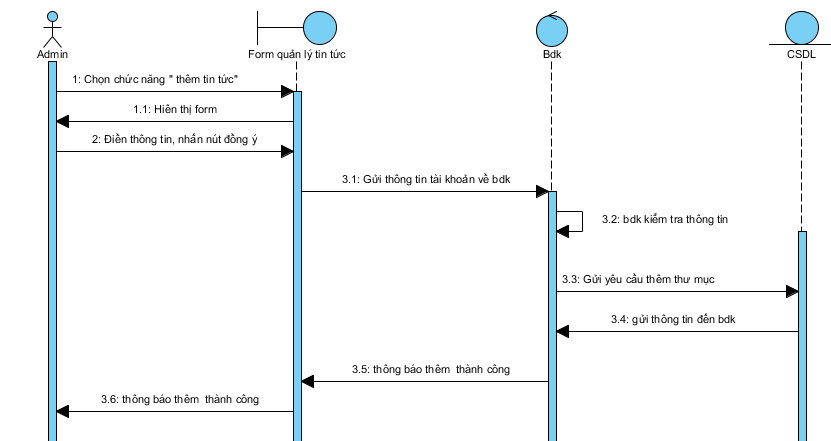 Admin
Form quản lý tin tức
Bdk
CSDL
1: Chọn chức năng " thêm tin tức"
1.1: Hiên thị form
2: Điền thông tin, nhấn nút đồng ý
3.1: Gửi thông tin tài khoản về bdk
3.2: bdk kiểm tra thông tin
3.3: Gửi yêu cầu thêm thư mục
3.4: gửi thông tin đến bdk
3.5: thông báo thêm  thành công
3.6: thông báo thêm  thành công